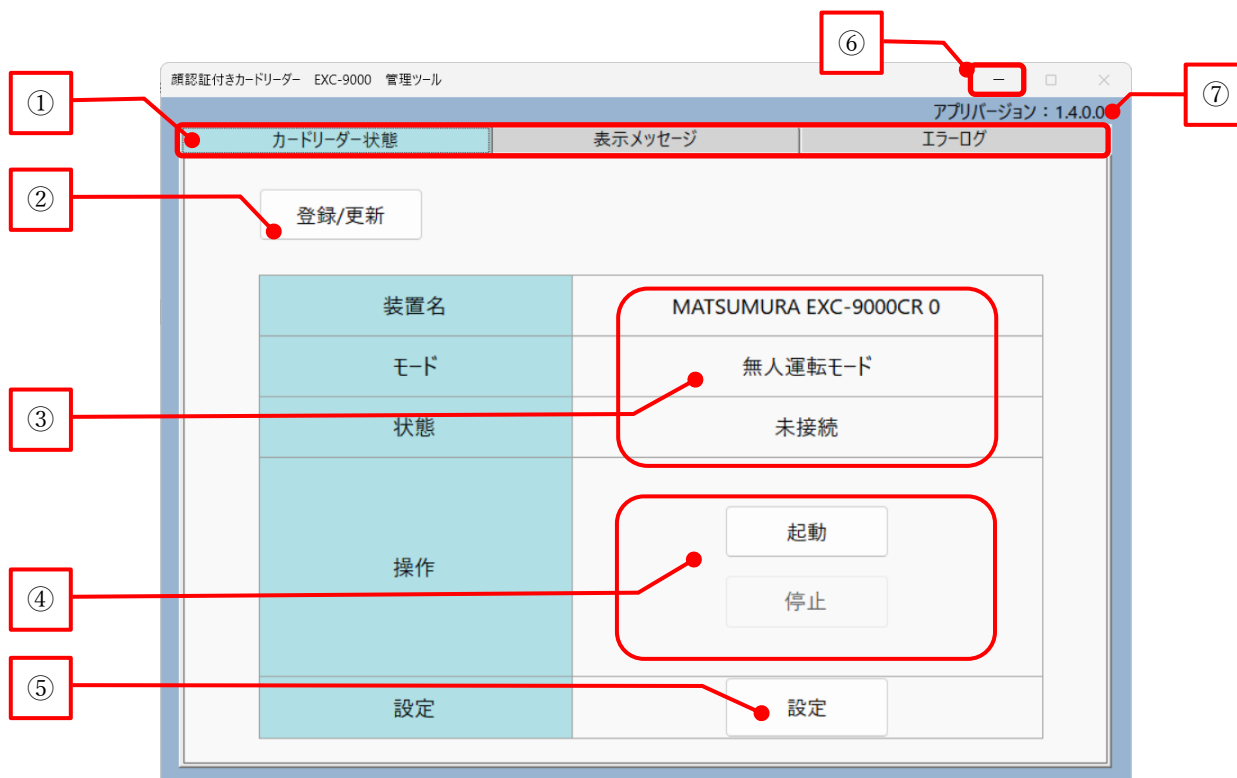 ⑥
顔認証付きカードリーダー EXC-9000 管理ツール
①
⑦
アプリバージョン：1.4.0.0
カードリーダー状態 表示メッセージ エラーログ
②
登録/更新
装置名 MATSUMURA EXC-9000CR 0
モード 無人運転モード
③
状態 未接続
起動
操作
④
停止
⑤
設定 設定